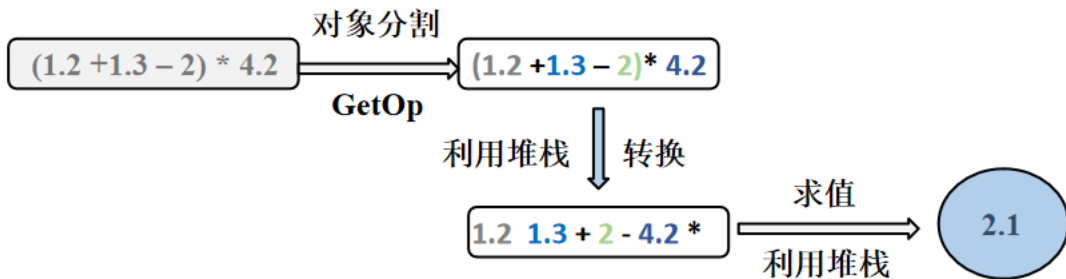 对象分割
(1.2 +1.3 – 2) * 4.2
(1.2 +1.3 – 2)* 4.2
GetOp
利用堆栈
转换
1.2 1.3 + 2 - 4.2 *
求值
2.1
利用堆栈